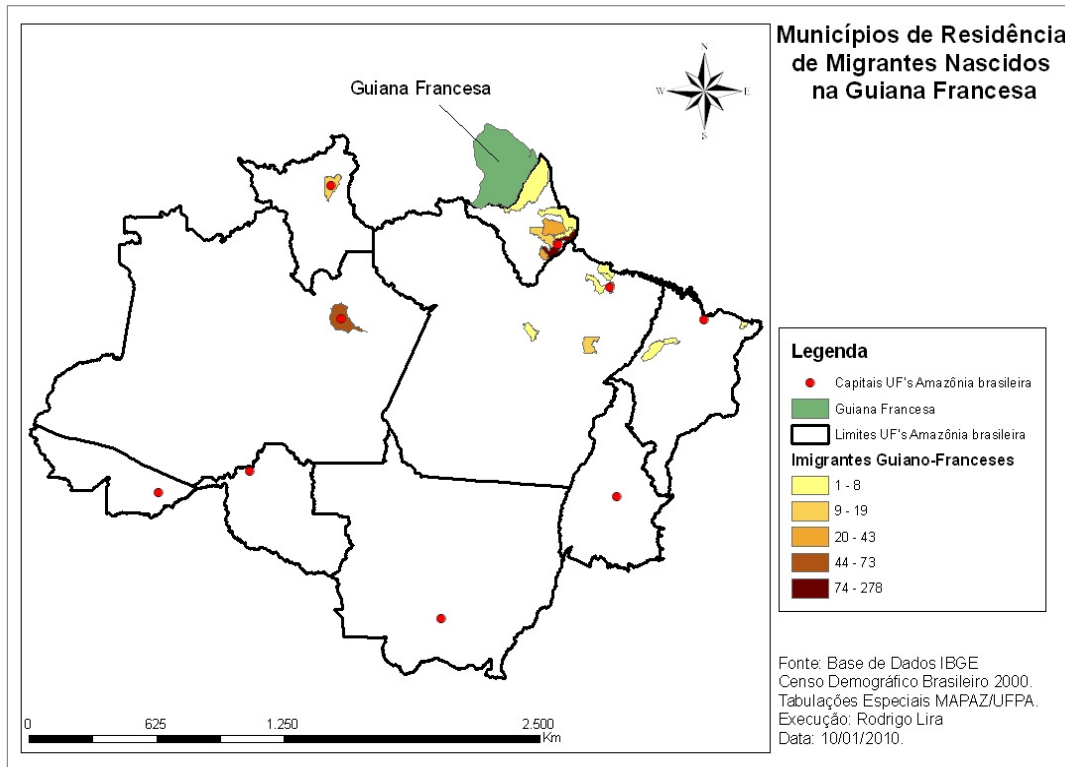 Municípios de Residência
de Migrantes Nascidos
na Guiana Francesa
N
W
E
S
Guiana Francesa
Legenda
Capitais UF's Amazônia brasileira
Guiana Francesa
Limites UF's Amazônia brasileira
Imigrantes Guiano-Franceses
1 - 8
9 - 19
20 - 43
44 - 73
74 - 278
Fonte: Base de Dados IBGE
Censo Demográfico Brasileiro 2000.
Tabulações Especiais MAPAZ/UFPA.
Execução: Rodrigo Lira
Data: 10/01/2010.
0 625 1.250 2.500
Km